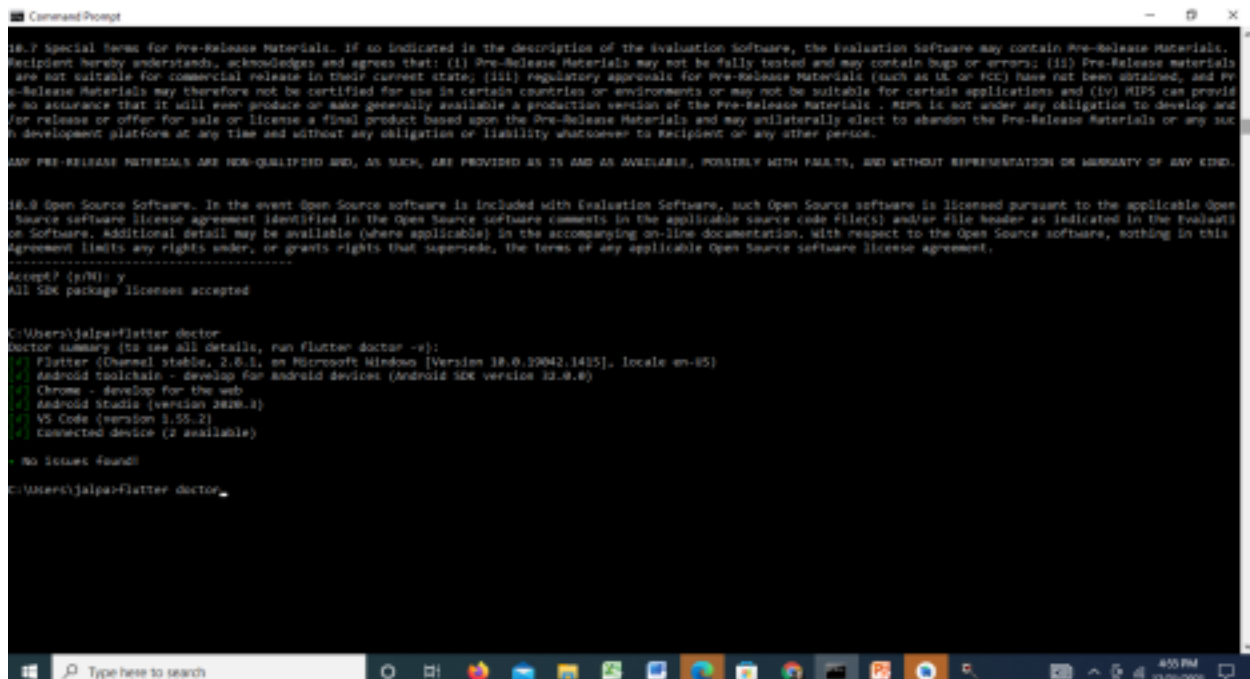 Command Prompt
10.7 Special Terms for Pre-Release Materials. If so indicated in the description of the Evaluation Software, the Evaluation Software may contain Pre-Release Materials.
Recipient hereby understands, acknowledges and agrees that: (i) Pre-Release Materials may not be fully tested and may contain bugs or errors; (ii) Pre-Release materials
are not suitable for commercial release in their current state; (iii) regulatory approvals for Pre-Release Materials (such as UL or FCC) have not been obtained, and Pr
e-Release Materials may therefore not be certified for use in certain countries or environments or may not be suitable for certain applications and (iv) MIPS can provid
e no assurance that it will ever produce or make generally available a production version of the Pre-Release Materials . MIPS is not under any obligation to develop and
/or release or offer for sale or license a final product based upon the Pre-Release Materials and may unilaterally elect to abandon the Pre-Release Materials or any suc
h development platform at any time and without any obligation or liability whatsoever to Recipient or any other person.
ANY PRE-RELEASE MATERIALS ARE NON-QUALIFIED AND, AS SUCH, ARE PROVIDED AS IS AND AS AVAILABLE, POSSIBLY WITH FAULTS, AND WITHOUT REPRESENTATION OR WARRANTY OF ANY KIND.
10.8 Open Source Software. In the event Open Source software is included with Evaluation Software, such Open Source software is licensed pursuant to the applicable Open
Source software license agreement identified in the Open Source software comments in the applicable source code file(s) and/or file header as indicated in the Evaluati
on Software. Additional detail may be available (where applicable) in the accompanying on-line documentation. With respect to the Open Source software, nothing in this
Agreement limits any rights under, or grants rights that supersede, the terms of any applicable Open Source software license agreement.
---------------------------------------
Accept? (y/N): y
All SDK package licenses accepted
C:\Users\jalpa>flutter doctor
Doctor summary (to see all details, run flutter doctor -v):
[√] Flutter (Channel stable, 2.8.1, on Microsoft Windows [Version 10.0.19042.1415], locale en-US)
[√] Android toolchain - develop for Android devices (Android SDK version 32.0.0)
[√] Chrome - develop for the web
[√] Android Studio (version 2020.3)
[√] VS Code (version 1.55.2)
[√] Connected device (2 available)
• No issues found!
C:\Users\jalpa>flutter doctor
Type here to search
4:55 PM